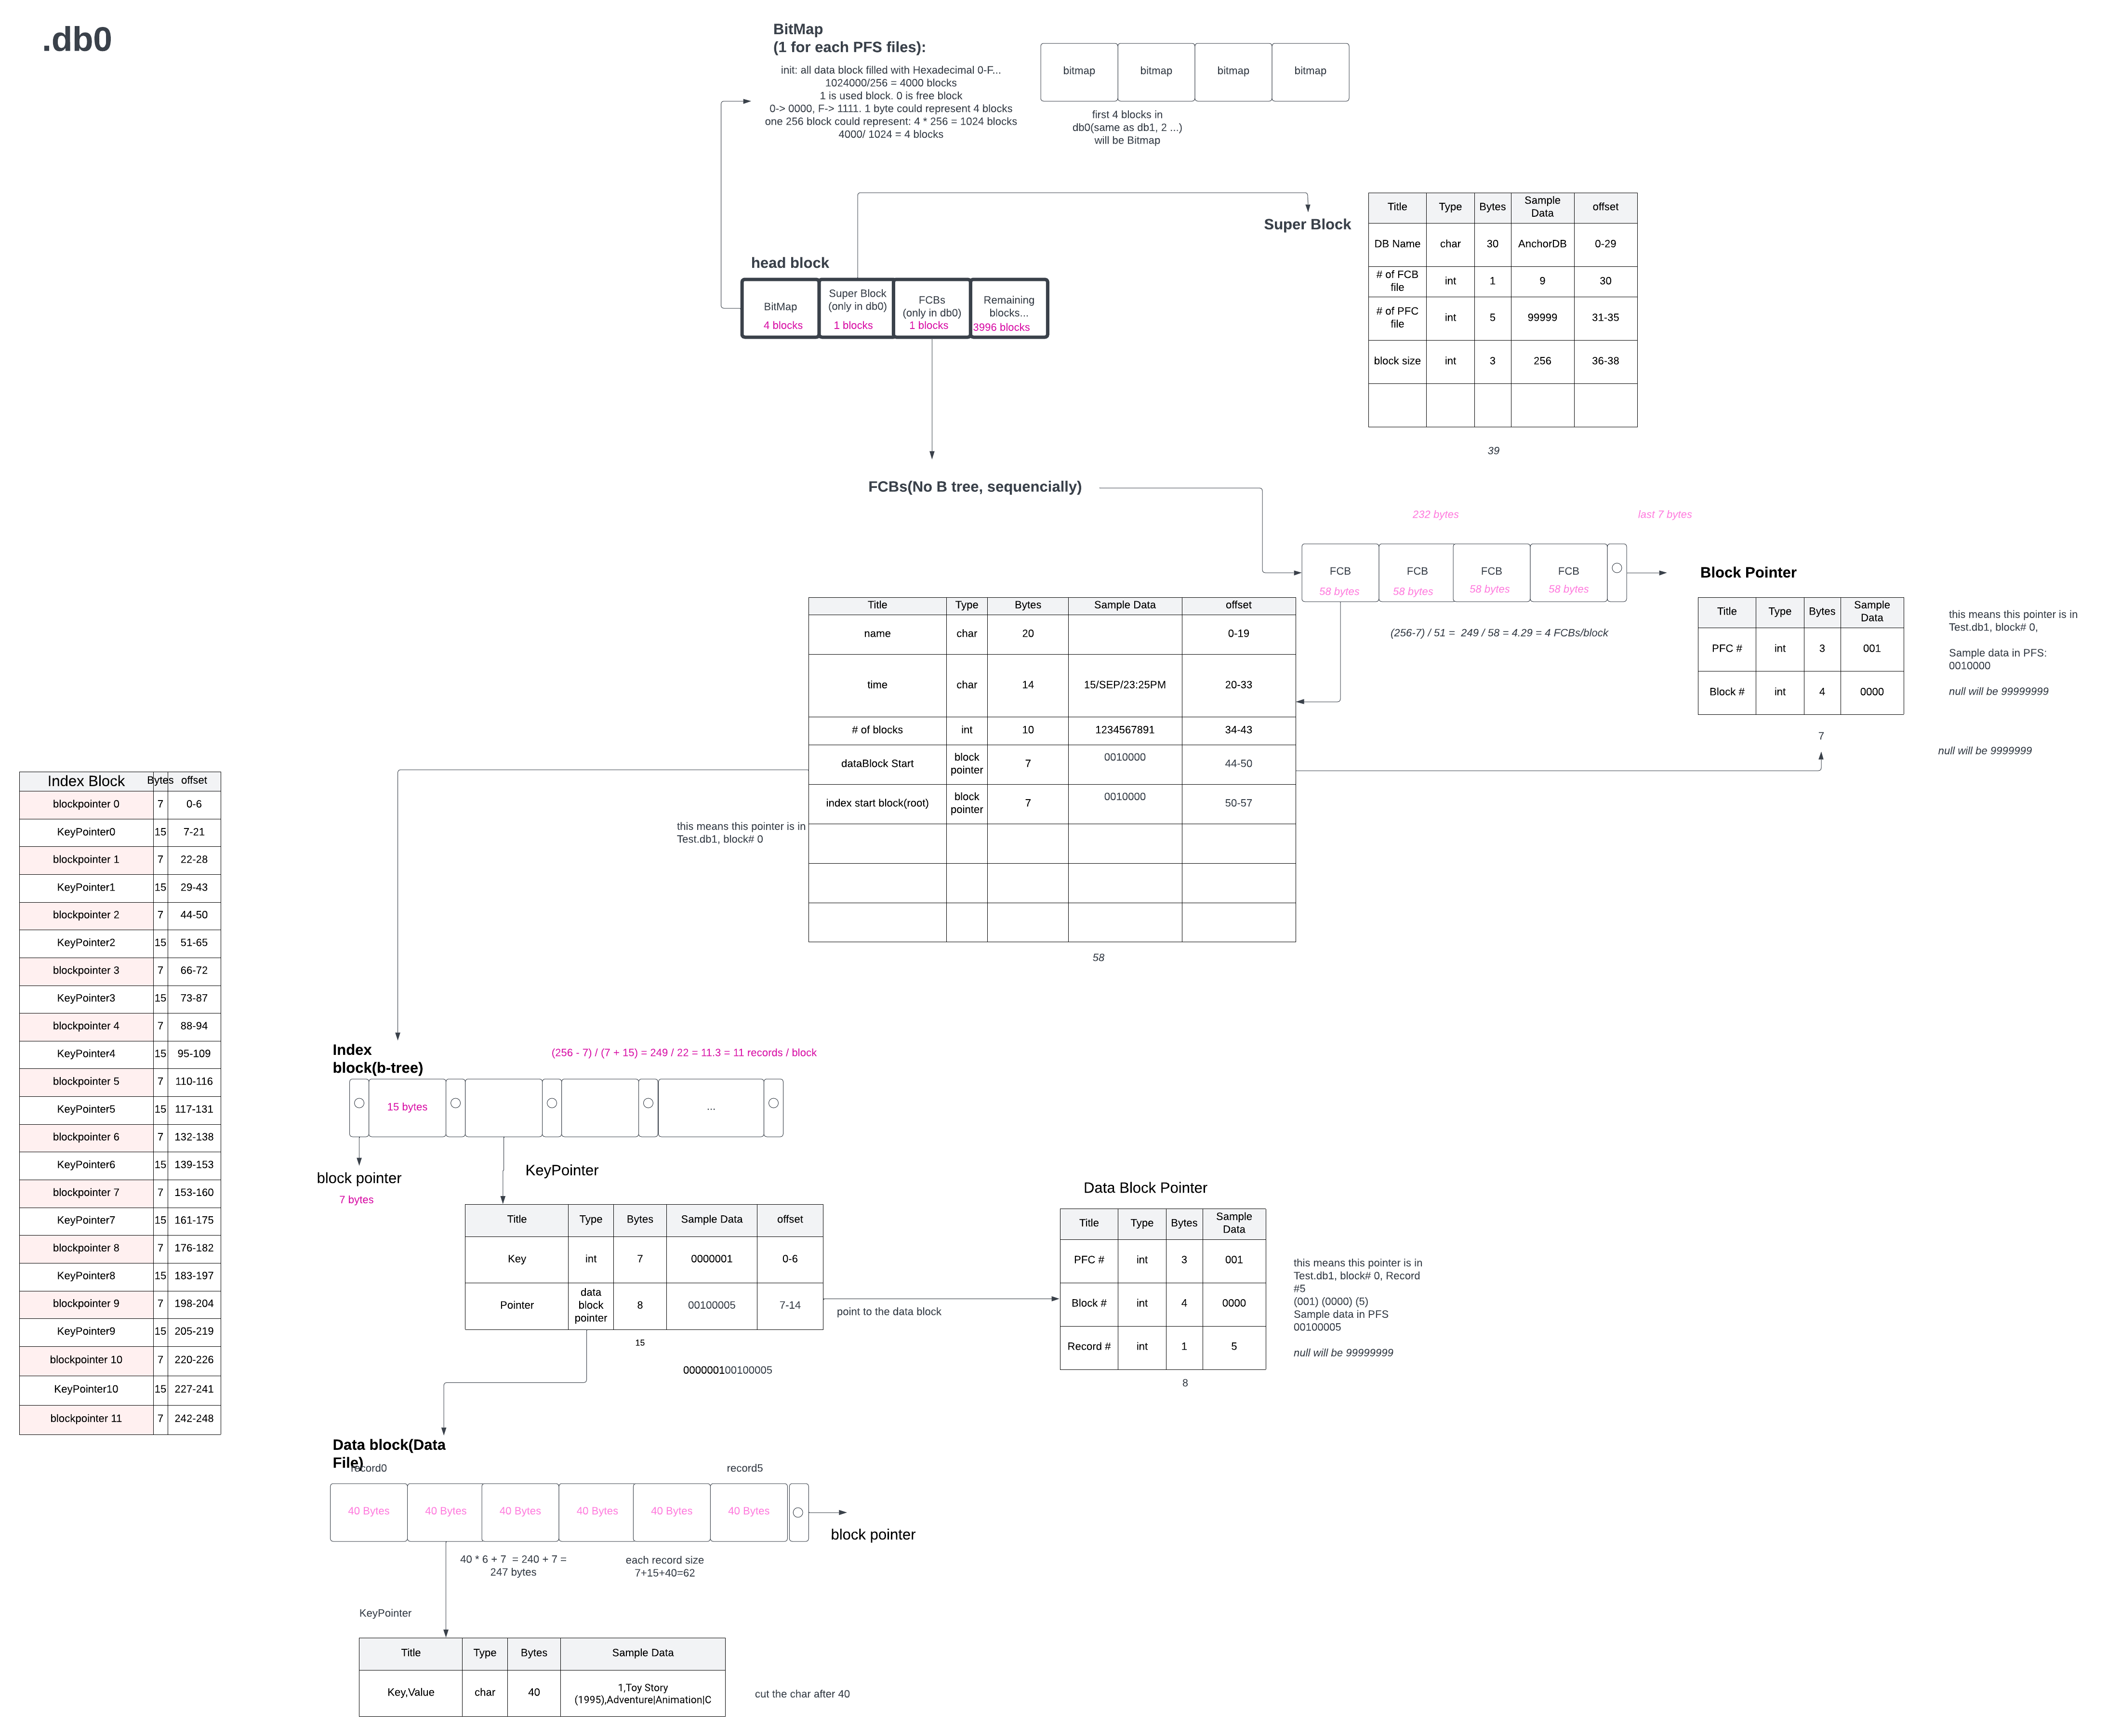 .db0
BitMap
(1 for each PFS files):
init: all data block filled with Hexadecimal 0-F...
1024000/256 = 4000 blocks
1 is used block. 0 is free block
0-> 0000, F-> 1111. 1 byte could represent 4 blocks
one 256 block could represent: 4 * 256 = 1024 blocks
4000/ 1024 = 4 blocks
bitmap bitmap bitmap bitmap
first 4 blocks in
db0(same as db1, 2 ...)
will be Bitmap
Super Block
Title Type Bytes Sample Data offset
DB Name char 30 AnchorDB 0-29
# of FCB file int 1 9 30
# of PFC file int 5 99999 31-35
block size int 3 256 36-38
39
head block
BitMap
4 blocks
Super Block
(only in db0)
1 blocks
FCBs
(only in db0)
1 blocks
Remaining
blocks...
3996 blocks
FCBs(No B tree, sequencially)
232 bytes
last 7 bytes
FCB FCB FCB FCB
58 bytes 58 bytes 58 bytes 58 bytes
(256-7) / 51 = 249 / 58 = 4.29 = 4 FCBs/block
Block Pointer
Title Type Bytes Sample Data
PFC # int 3 001
Block # int 4 0000
7
this means this pointer is in
Test.db1, block# 0,
Sample data in PFS:
0010000
null will be 99999999
null will be 9999999
Title Type Bytes Sample Data offset
name char 20 0-19
time char 14 15/SEP/23:25PM 20-33
# of blocks int 10 1234567891 34-43
dataBlock Start block pointer 7 0010000 44-50
index start block(root) block pointer 7 0010000 50-57
58
this means this pointer is in
Test.db1, block# 0
Index Block Bytes offset
blockpointer 0 7 0-6
KeyPointer0 15 7-21
blockpointer 1 7 22-28
KeyPointer1 15 29-43
blockpointer 2 7 44-50
KeyPointer2 15 51-65
blockpointer 3 7 66-72
KeyPointer3 15 73-87
blockpointer 4 7 88-94
KeyPointer4 15 95-109
blockpointer 5 7 110-116
KeyPointer5 15 117-131
blockpointer 6 7 132-138
KeyPointer6 15 139-153
blockpointer 7 7 153-160
KeyPointer7 15 161-175
blockpointer 8 7 176-182
KeyPointer8 15 183-197
blockpointer 9 7 198-204
KeyPointer9 15 205-219
blockpointer 10 7 220-226
KeyPointer10 15 227-241
blockpointer 11 7 242-248
Index
block(b-tree)
(256 - 7) / (7 + 15) = 249 / 22 = 11.3 = 11 records / block
15 bytes
...
block pointer
7 bytes
KeyPointer
Title Type Bytes Sample Data offset
Key int 7 0000001 0-6
Pointer data block pointer 8 00100005 7-14
15
000000100100005
point to the data block
Data Block Pointer
Title Type Bytes Sample Data
PFC # int 3 001
Block # int 4 0000
Record # int 1 5
8
this means this pointer is in
Test.db1, block# 0, Record
#5
(001) (0000) (5)
Sample data in PFS
00100005
null will be 99999999
Data block(Data
File)
record0
record5
40 Bytes 40 Bytes 40 Bytes 40 Bytes 40 Bytes 40 Bytes
block pointer
40 * 6 + 7 = 240 + 7 =
247 bytes
each record size
7+15+40=62
KeyPointer
Title Type Bytes Sample Data
Key,Value char 40 1,Toy Story (1995),Adventure|Animation|C
cut the char after 40